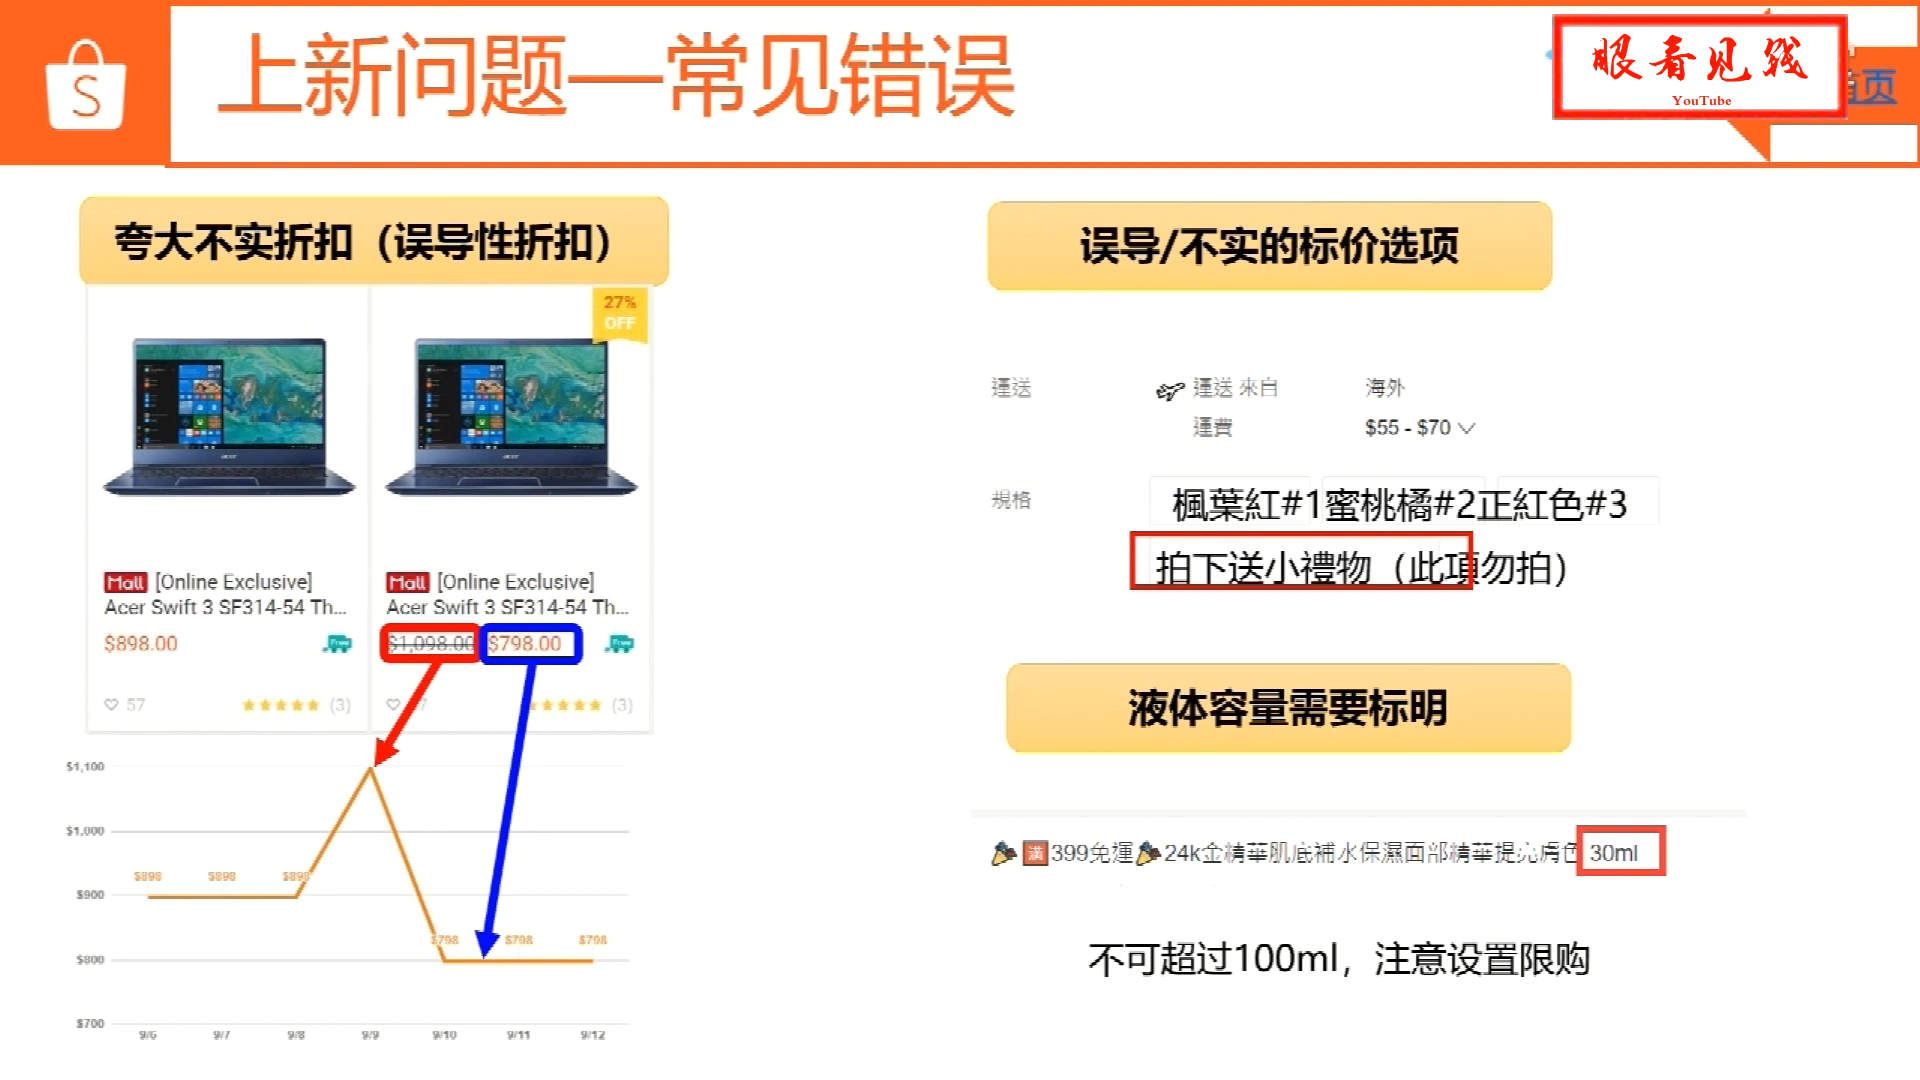 上新问题—常见错误
眼看见钱
YouTube
首页
夸大不实折扣（误导性折扣）
27%
OFF
Mall [Online Exclusive]
Acer Swift 3 SF314-54 Th...
$898.00
Free
57
(3)
Mall [Online Exclusive]
Acer Swift 3 SF314-54 Th...
$1,098.00 $798.00
Free
(3)
$1,100
$1,000
$900
$800
$700
$898 $898 $898
$798 $798 $798
9/6 9/7 9/8 9/9 9/10 9/11 9/12
误导/不实的标价选项
運送 運送 來自 海外
運費 $55 - $70
規格 楓葉紅#1蜜桃橘#2正紅色#3
拍下送小禮物（此項勿拍）
液体容量需要标明
满399免運 24k金精華肌底補水保濕面部精華提亮膚色 30ml
不可超过100ml，注意设置限购